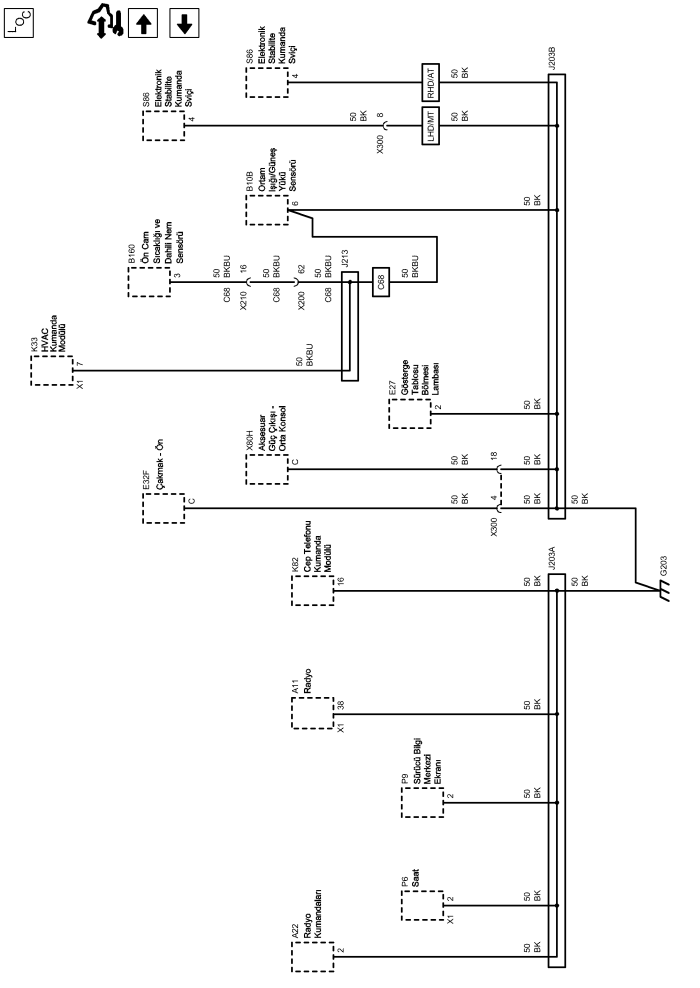 LOC
A22
Radyo
Kumandaları
2
50
BK
P6
Saat
2
X1
50
BK
P9
Sürücü Bilgi
Merkezi
Ekranı
2
50
BK
A11
Radyo
38
X1
50
BK
K82
Cep Telefonu
Kumanda
Modülü
16
50
BK
J203A
50
BK
G203
E32F
Çakmak - Ön
C
50
BK
4
X300
50
BK
50
BK
X80H
Aksesuar
Güç Çıkışı -
Orta Konsol
C
50
BK
18
50
BK
E27
Gösterge
Tablosu
Bölmesi
Lambası
2
50
BK
K33
HVAC
Kumanda
Modülü
7
X1
50
BKBU
B160
Ön Cam
Sıcaklığı ve
Dahili Nem
Sensörü
3
50
BKBU
C68
16
X210
50
BKBU
C68
62
X200
50
BKBU
C68
J213
C68
50
BKBU
B10B
Ortam
Işığı/Güneş
Yükü
Sensörü
6
50
BK
S86
Elektronik
Stabilite
Kumanda
Sviçi
4
50
BK
8
X300
LHD/MT
50
BK
S86
Elektronik
Stabilite
Kumanda
Sviçi
4
RHD/AT
50
BK
J203B